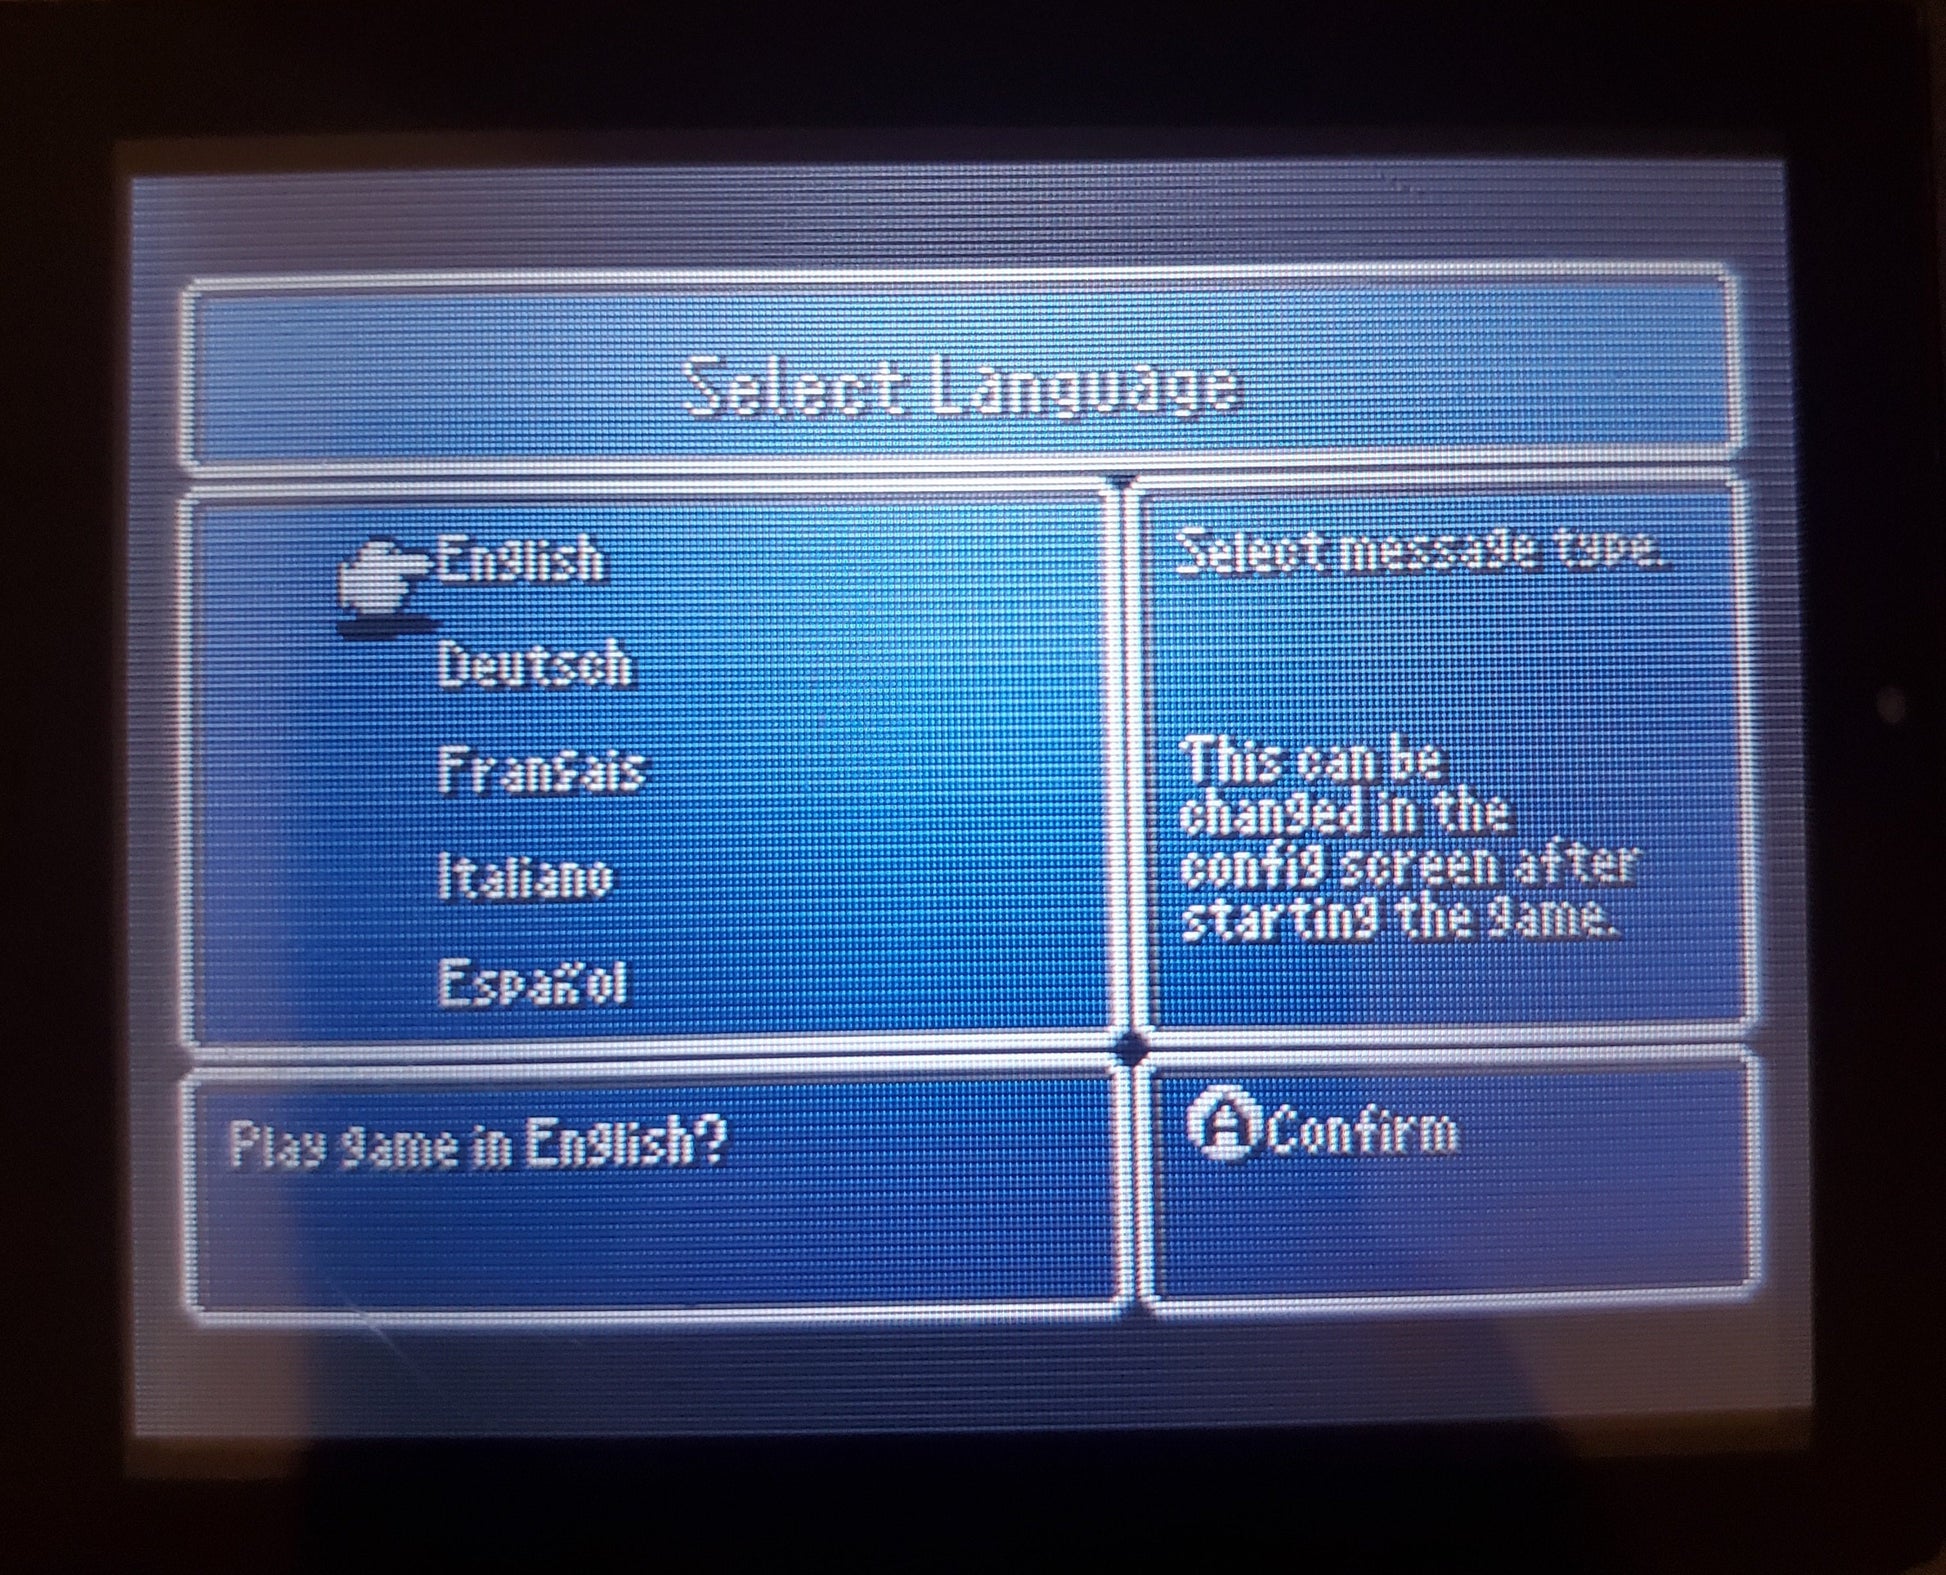 Select Language
English
Deutsch
Français
Italiano
Español
Select message type.
This can be
changed in the
config screen after
starting the game.
Play game in English?
A Confirm